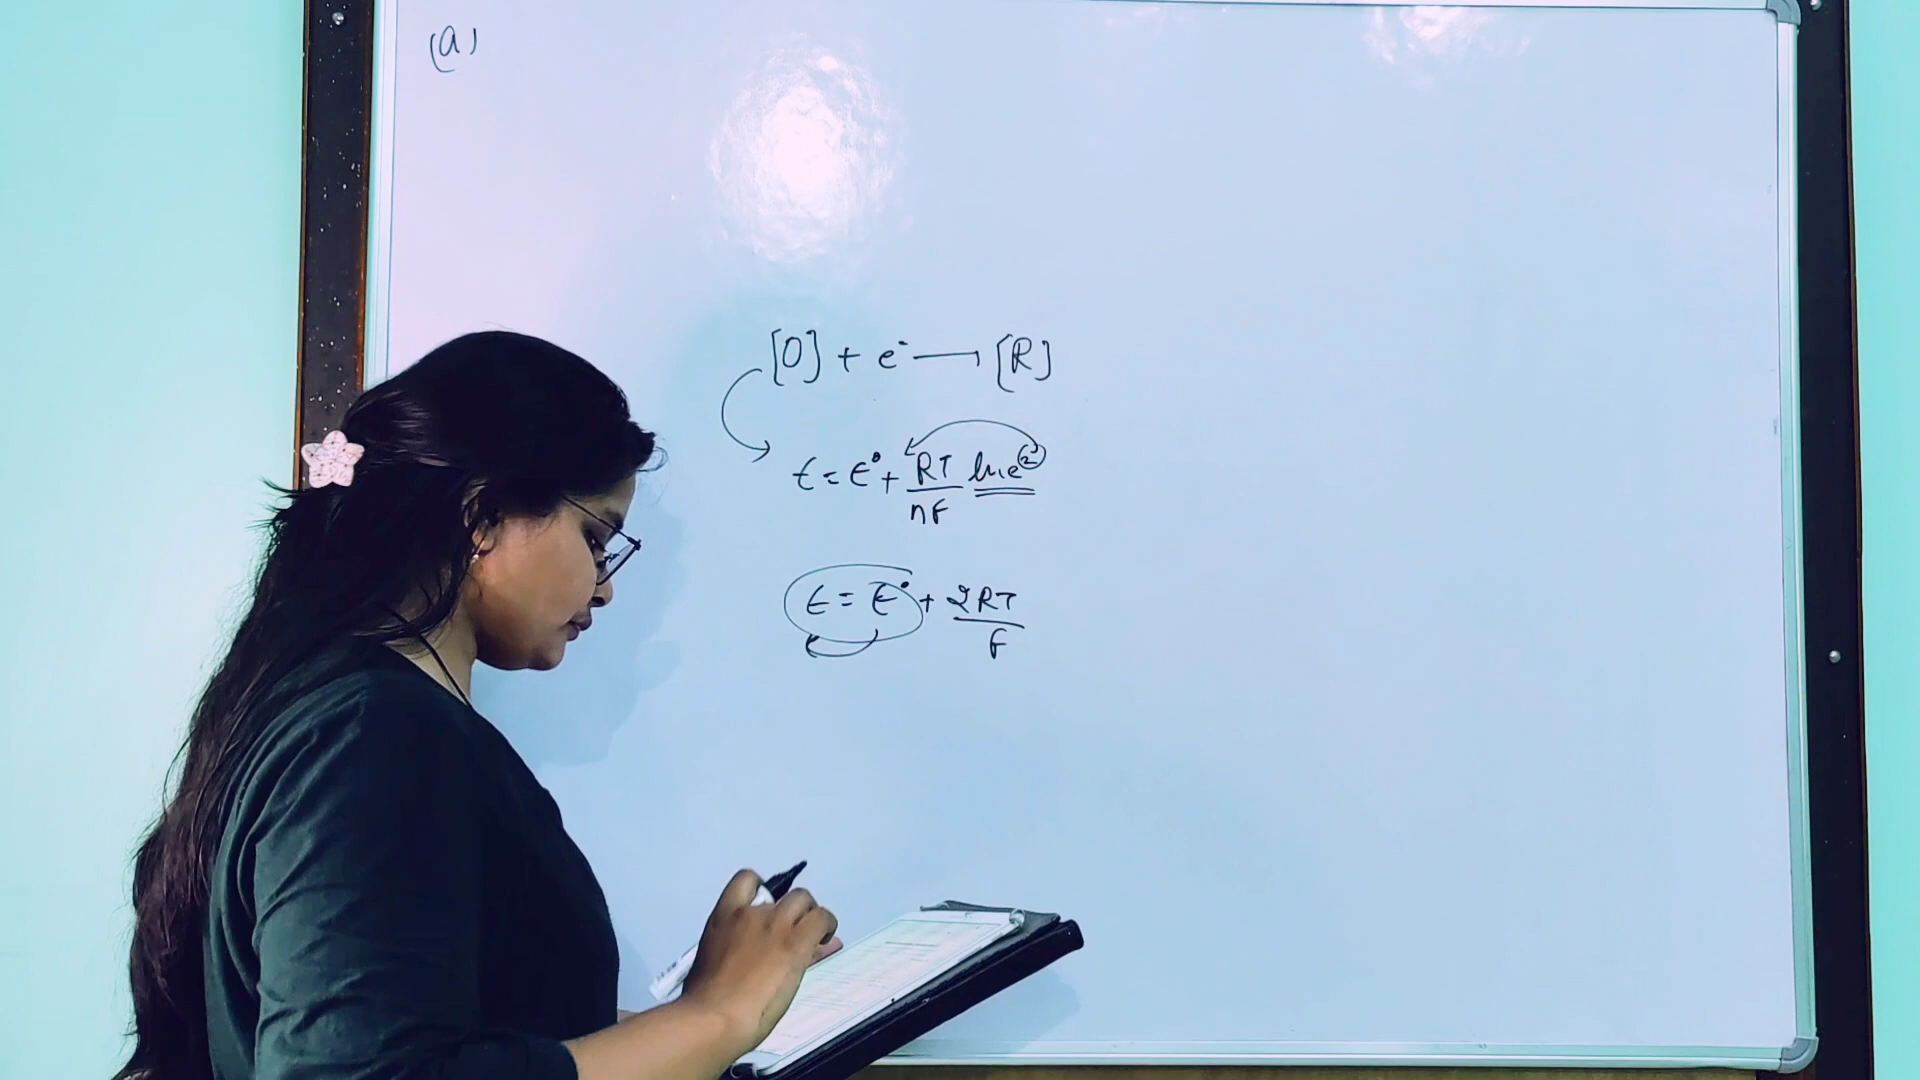 (a)
[O] + e⁻ ⟶ [R]
E = E° + RT/nF ln e²
E = E° + 2RT/F